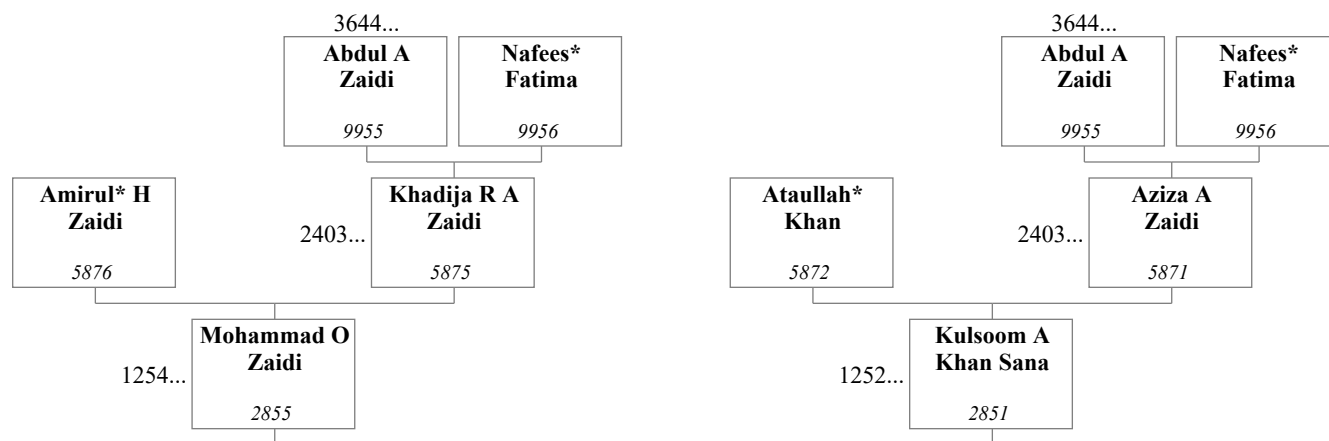 3644...
Abdul A
Zaidi
9955
Nafees*
Fatima
9956
3644...
Abdul A
Zaidi
9955
Nafees*
Fatima
9956
Amirul* H
Zaidi
5876
2403...
Khadija R A
Zaidi
5875
Ataullah*
Khan
5872
2403...
Aziza A
Zaidi
5871
1254...
Mohammad O
Zaidi
2855
1252...
Kulsoom A
Khan Sana
2851